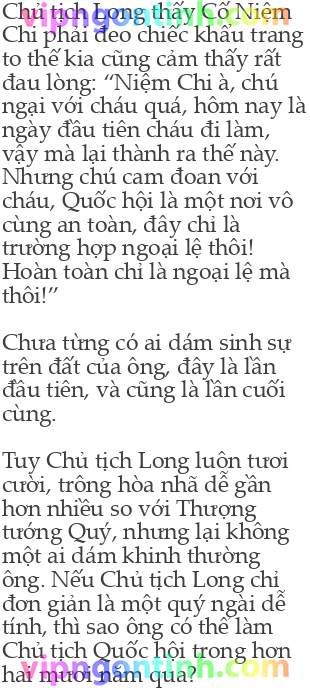 Chủ tịch Long thấy Cố Niệm
Chi phải đeo chiếc khẩu trang
to thế kia cũng cảm thấy rất
đau lòng: “Niệm Chi à, chú
ngại với cháu quá, hôm nay là
ngày đầu tiên cháu đi làm,
vậy mà lại thành ra thế này.
Nhưng chú cam đoan với
cháu, Quốc hội là một nơi vô
cùng an toàn, đây chỉ là
trường hợp ngoại lệ thôi!
Hoàn toàn chỉ là ngoại lệ mà
thôi!”
Chưa từng có ai dám sinh sự
trên đất của ông, đây là lần
đầu tiên, và cũng là lần cuối
cùng.
Tuy Chủ tịch Long luôn tươi
cười, trông hòa nhã dễ gần
hơn nhiều so với Thượng
tướng Quý, nhưng lại không
một ai dám khinh thường
ông. Nếu Chủ tịch Long chỉ
đơn giản là một quý ngài dễ
tính, thì sao ông có thể làm
Chủ tịch Quốc hội trong hơn
hai mươi năm qua?
vipngontinh.com
vipngontinh.com